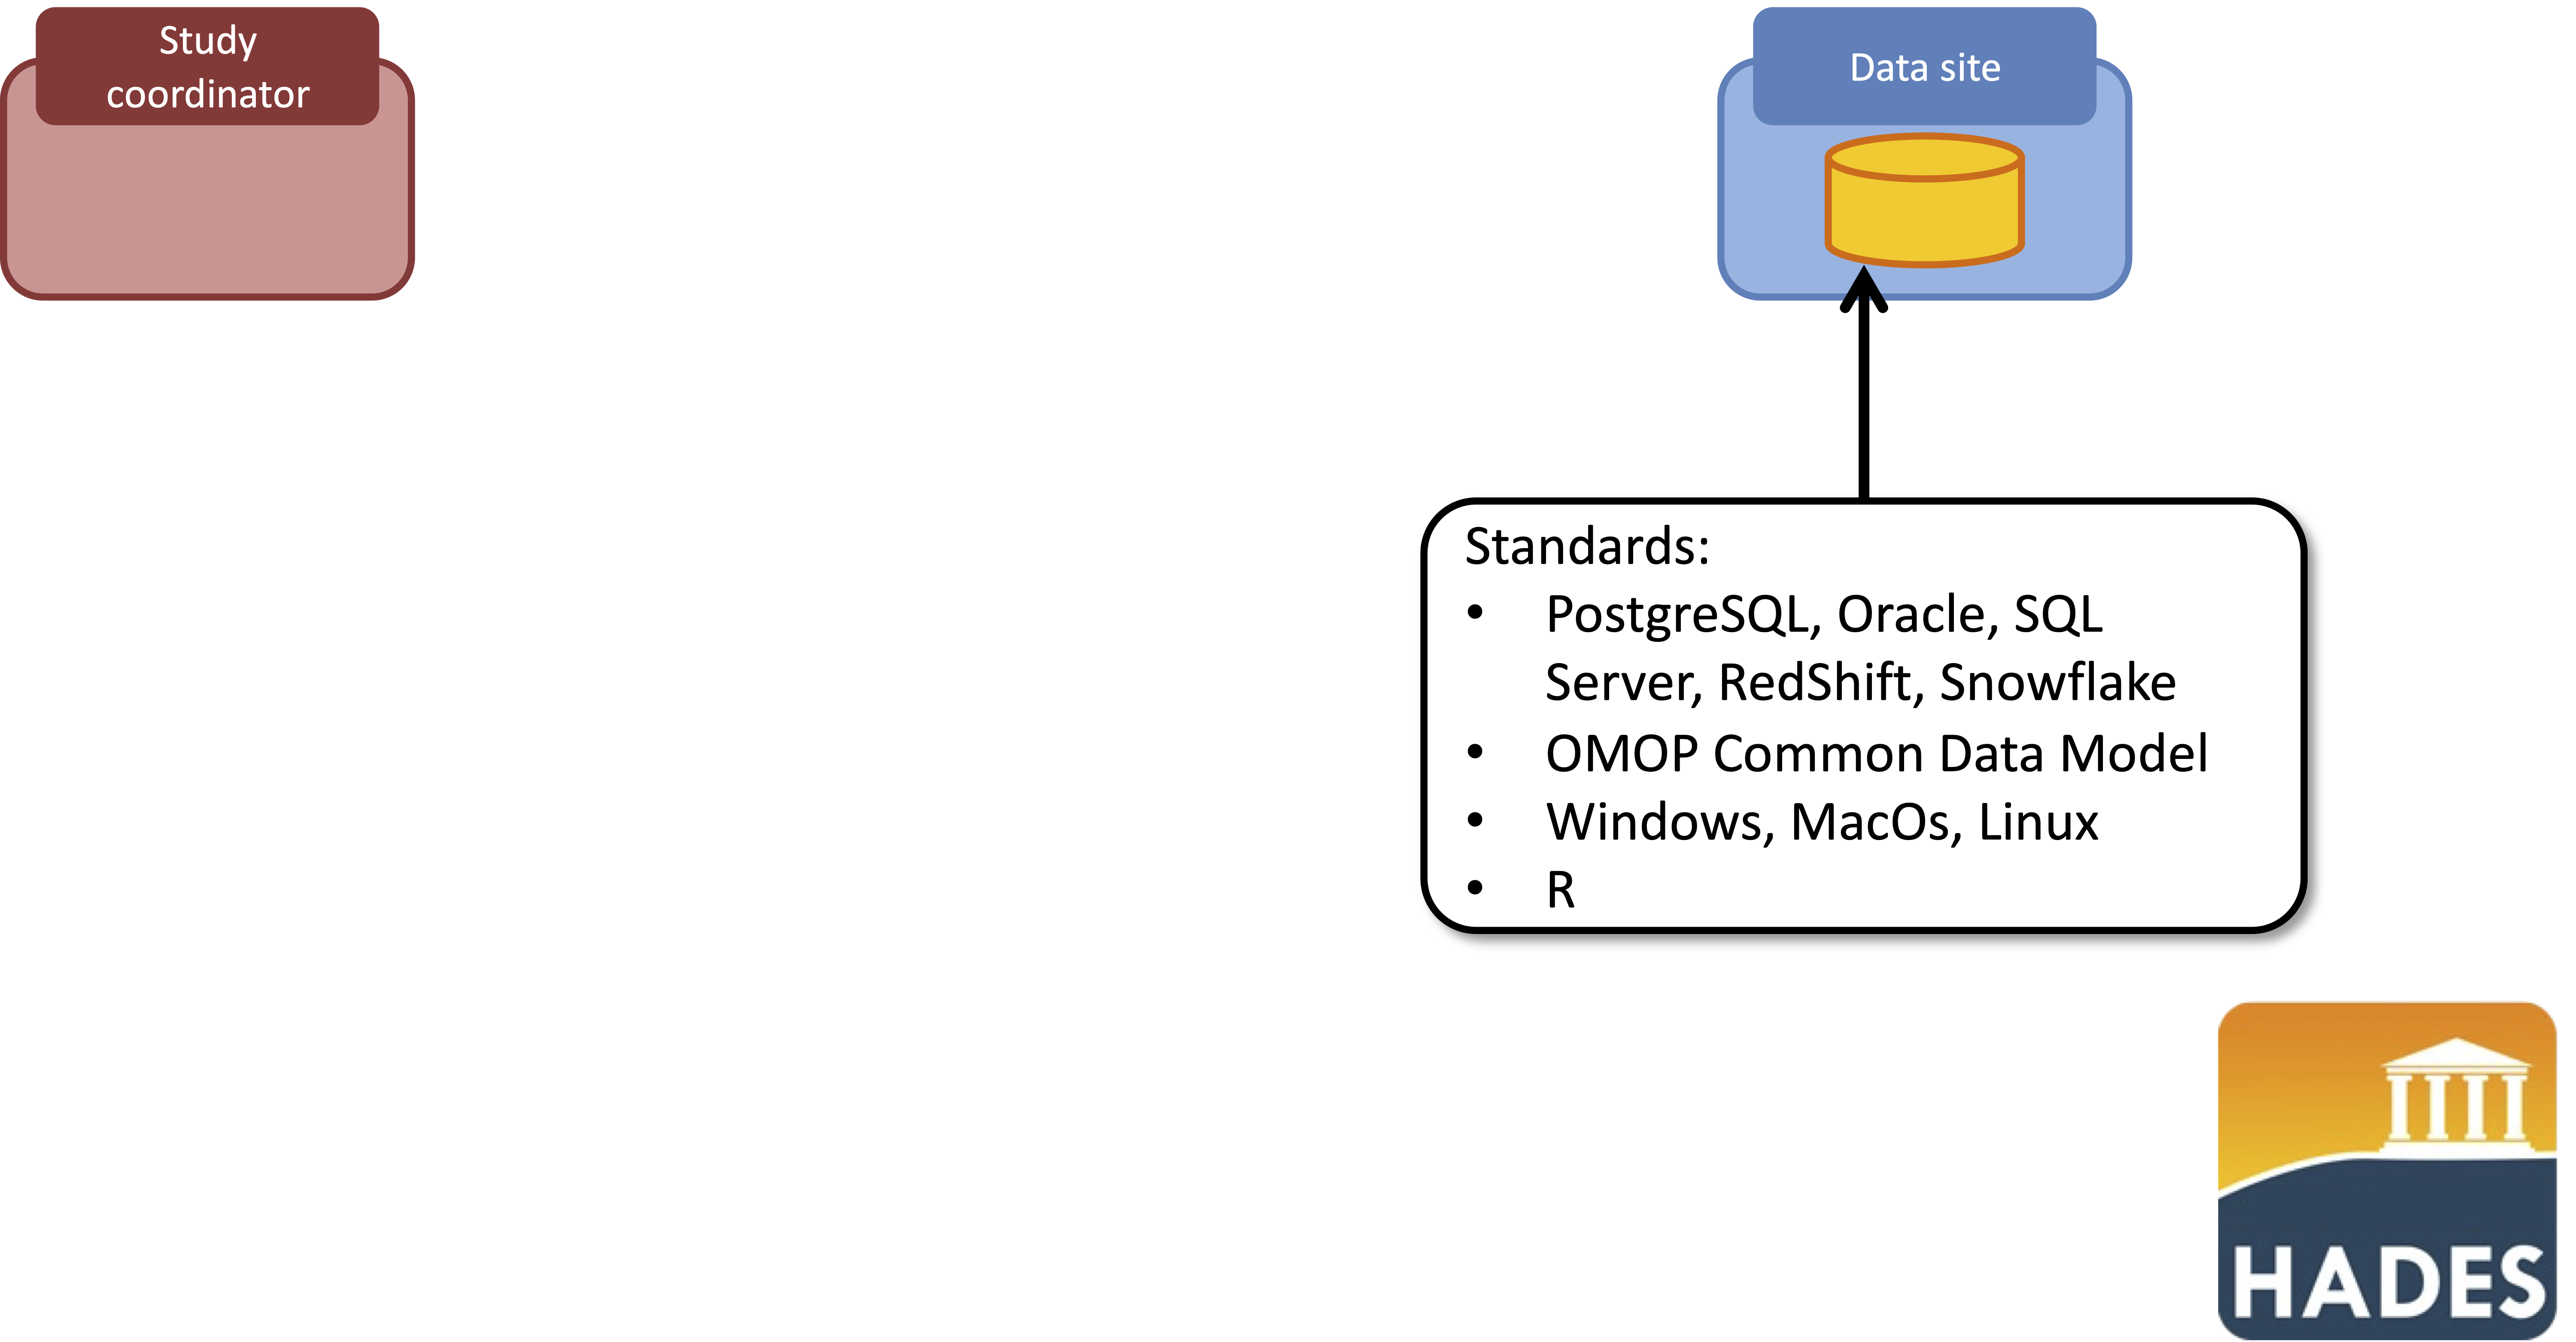 Study
coordinator
Data site
Standards:
• PostgreSQL, Oracle, SQL
Server, RedShift, Snowflake
• OMOP Common Data Model
• Windows, MacOs, Linux
• R
HADES